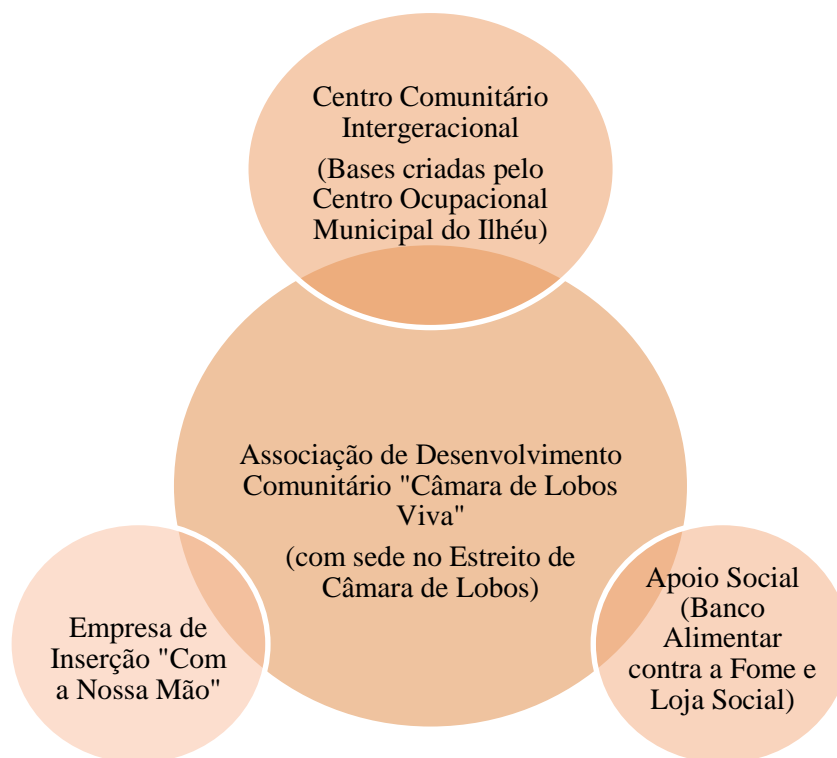 Centro Comunitário
Intergeracional
(Bases criadas pelo
Centro Ocupacional
Municipal do Ilhéu)
Associação de Desenvolvimento
Comunitário "Câmara de Lobos
Viva"
(com sede no Estreito de
Câmara de Lobos)
Empresa de
Inserção "Com
a Nossa Mão"
Apoio Social
(Banco
Alimentar
contra a Fome e
Loja Social)